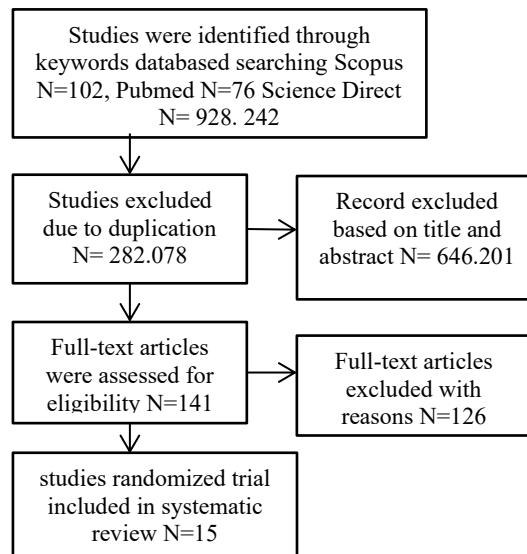 Studies were identified through
keywords databased searching Scopus
N=102, Pubmed N=76 Science Direct
N= 928. 242
Studies excluded
due to duplication
N= 282.078
Record excluded
based on title and
abstract N= 646.201
Full-text articles
were assessed for
eligibility N=141
Full-text articles
excluded with
reasons N=126
studies randomized trial
included in systematic
review N=15